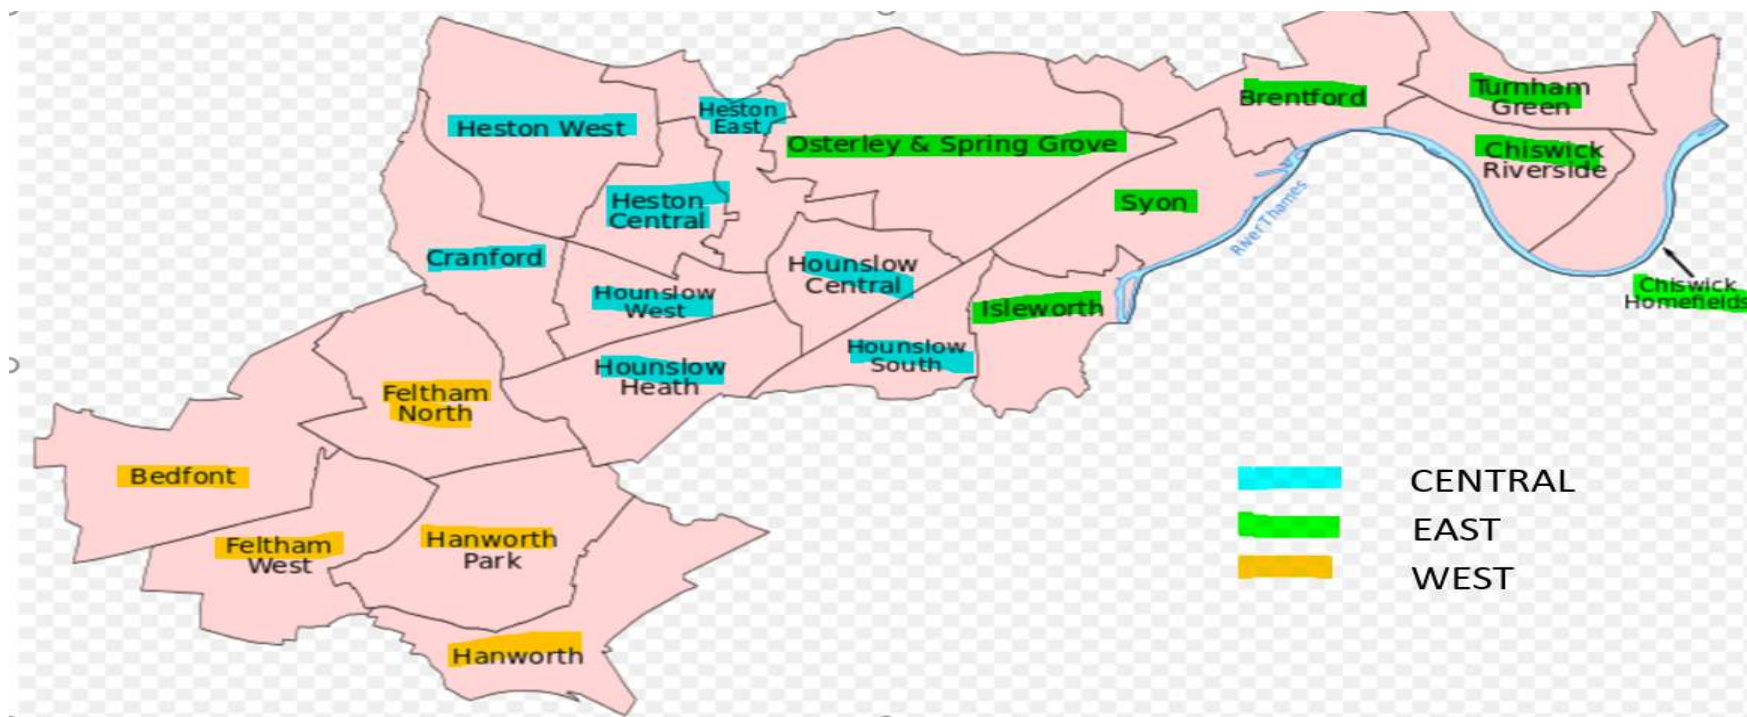 Heston West
Heston
East
Osterley & Spring Grove
Brentford
Turnham
Green
Chiswick
Riverside
Heston
Central
Syon
River Thames
Cranford
Hounslow
Central
Hounslow
West
Isleworth
Chiswick
Homefields
Hounslow
South
Hounslow
Heath
Feltham
North
Bedfont
Feltham
West
Hanworth
Park
Hanworth
CENTRAL
EAST
WEST